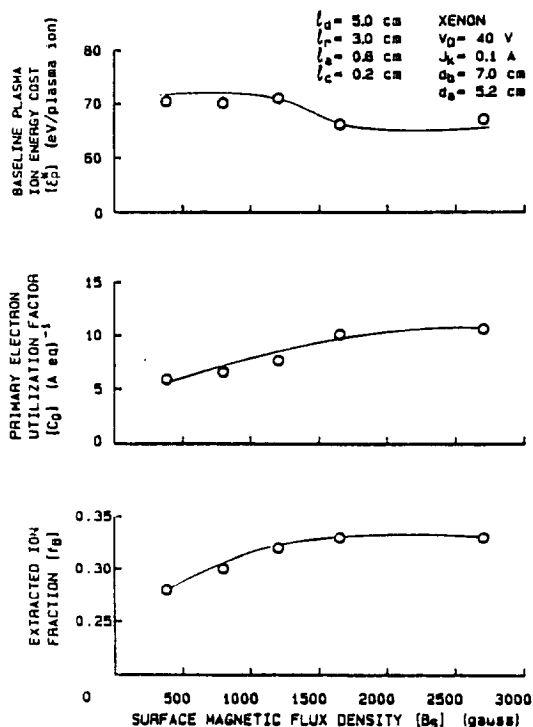 ℓd= 5.0 cm XENON
ℓr= 3.0 cm VD= 40 V
ℓa= 0.8 cm JK= 0.1 A
ℓc= 0.2 cm db= 7.0 cm
da= 5.2 cm
BASELINE PLASMA
ION ENERGY COST
[εp*] (eV/plasma ion)
80
70
60
0
PRIMARY ELECTRON
UTILIZATION FACTOR
[C0] (A eq)-1
15
10
5
0
EXTRACTED ION
FRACTION [fB]
0.35
0.30
0.25
0 500 1000 1500 2000 2500 3000
SURFACE MAGNETIC FLUX DENSITY [Bs] (gauss)